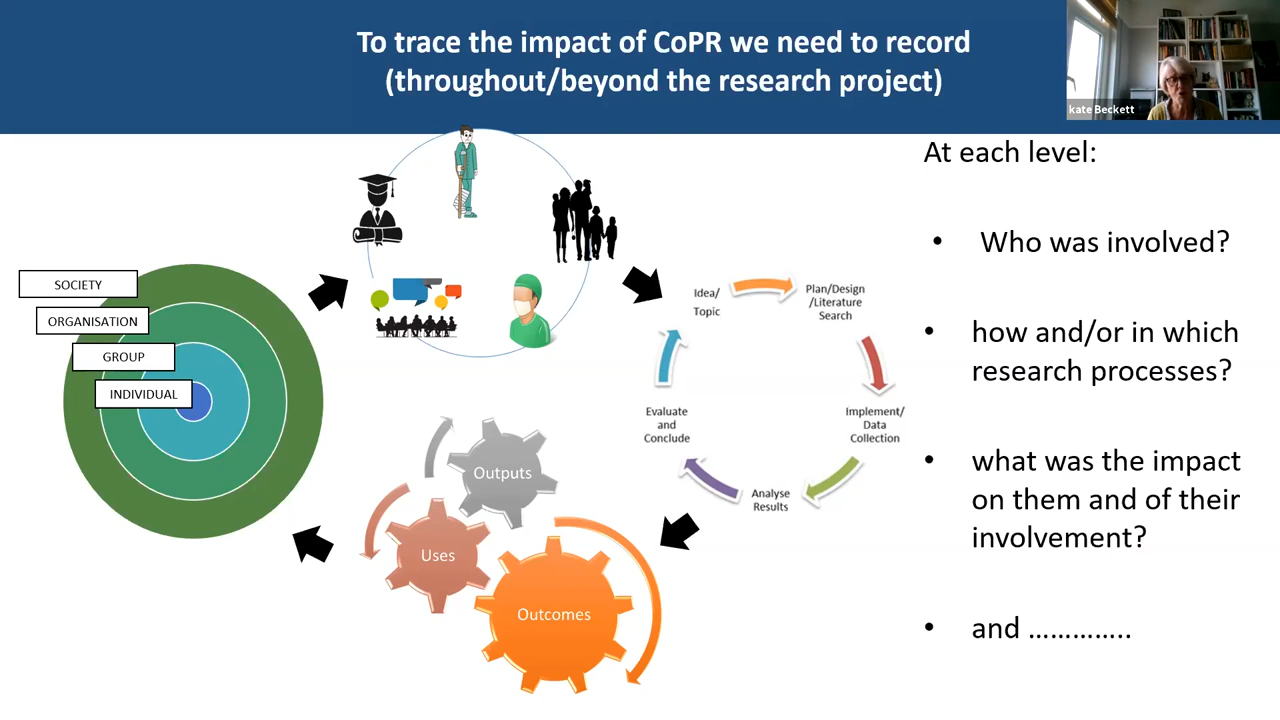 To trace the impact of CoPR we need to record
(throughout/beyond the research project)
kate Beckett
At each level:
• Who was involved?
• how and/or in which
research processes?
• what was the impact
on them and of their
involvement?
• and …………..
SOCIETY
ORGANISATION
GROUP
INDIVIDUAL
Idea/
Topic
Plan/Design
/Literature
Search
Implement/
Data
Collection
Analyse
Results
Evaluate
and
Conclude
Outputs
Uses
Outcomes